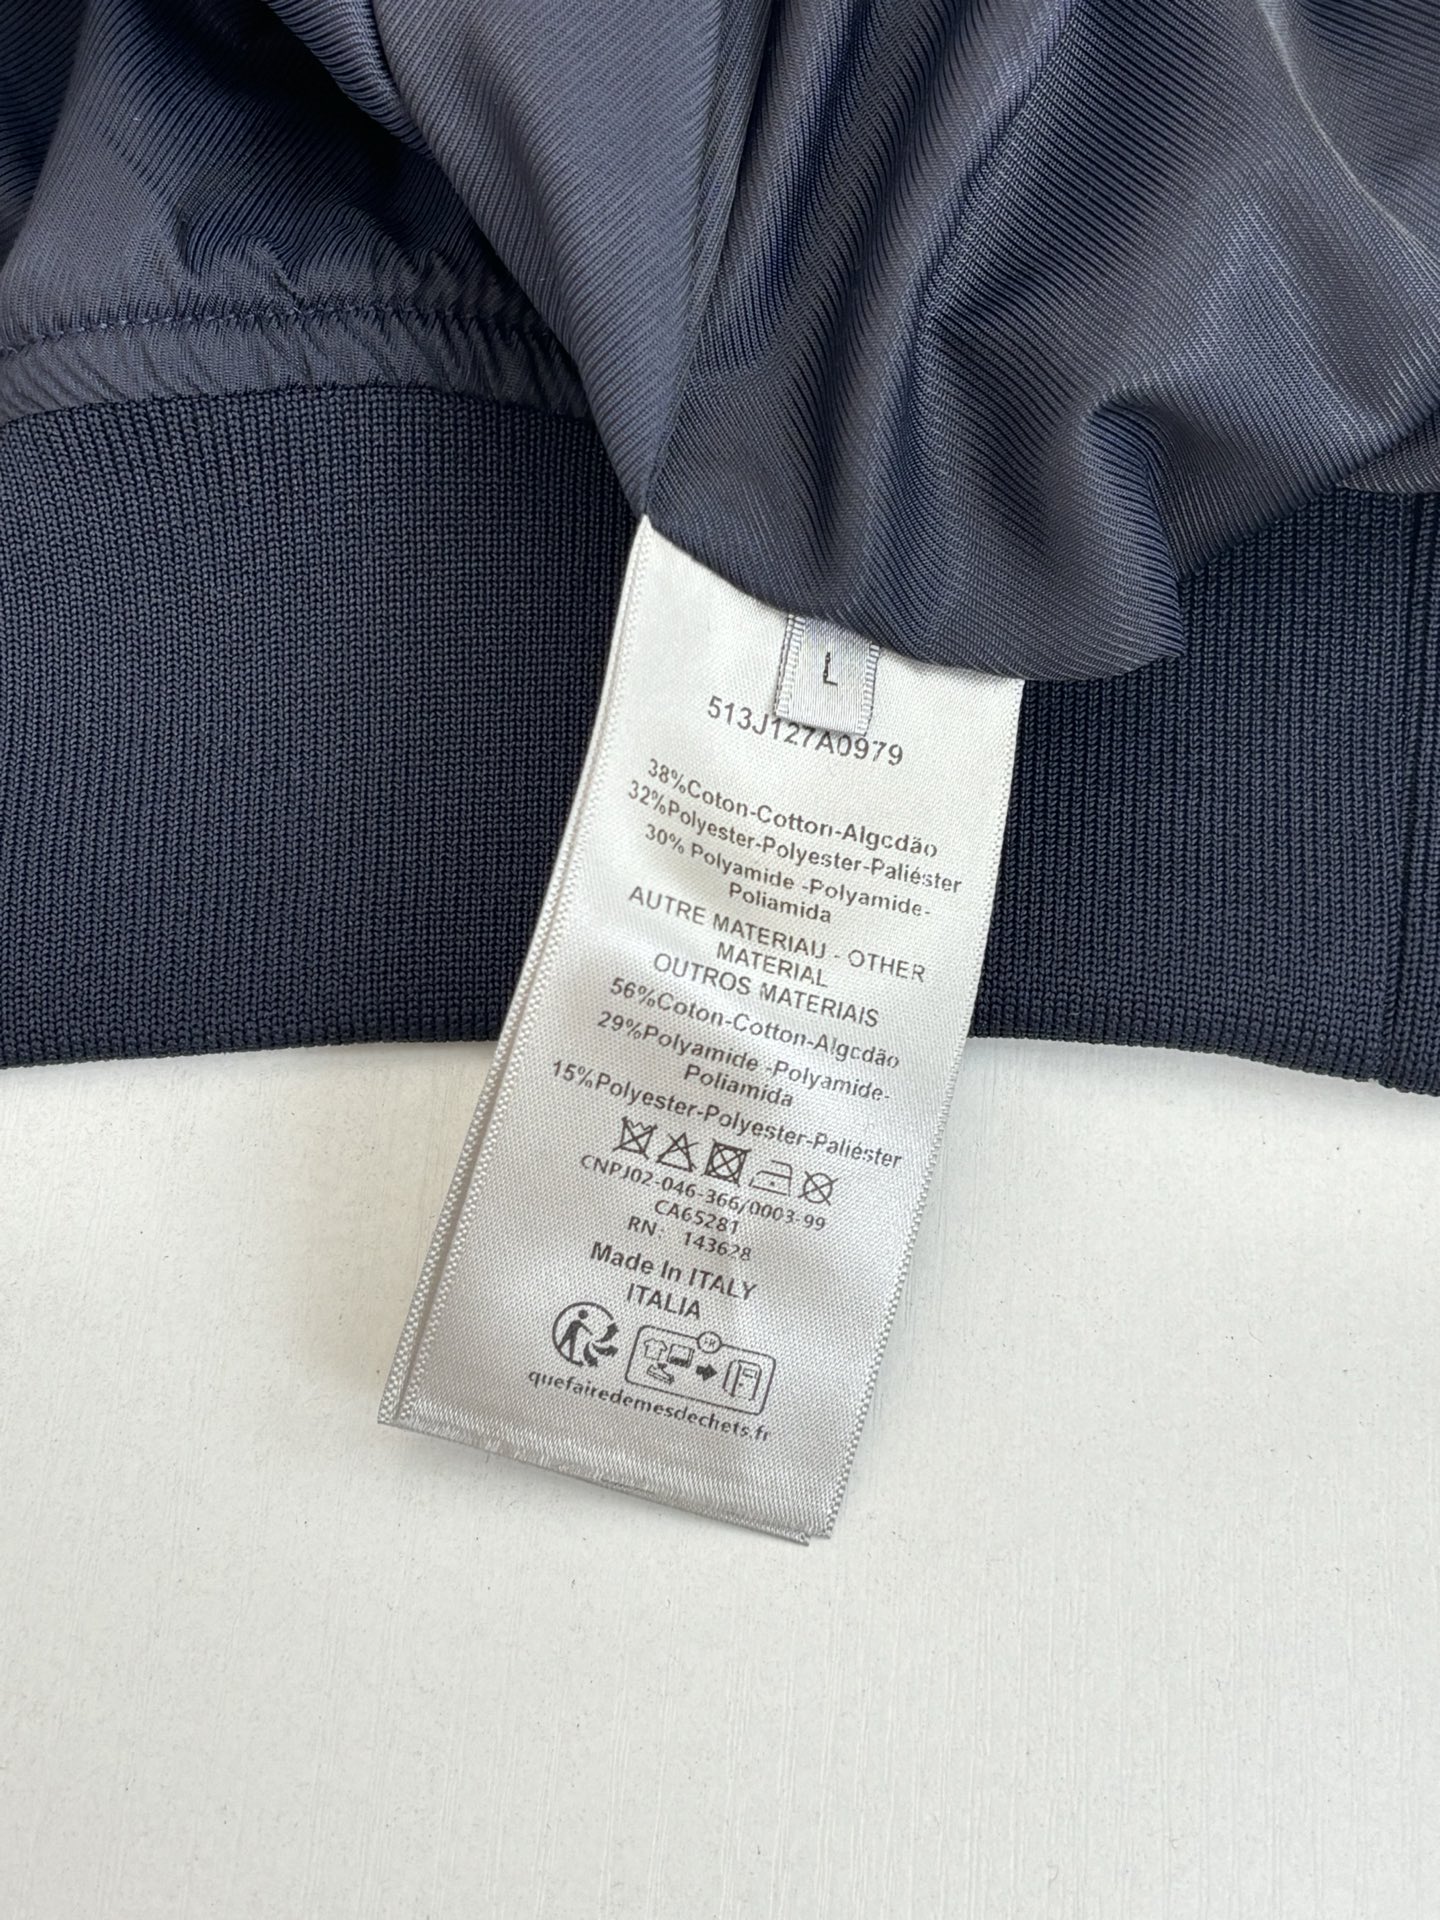 L
513J127A0979
38%Coton-Cotton-Algcdão
32%Polyester-Polyester-Paliéster
30% Polyamide -Polyamide-
Poliamida
AUTRE MATERIAU - OTHER
MATERIAL
OUTROS MATERIAIS
56%Coton-Cotton-Algcdão
29%Polyamide -Polyamide-
Poliamida
15%Polyester-Polyester-Paliéster
CNPJ02-046-366/0003-99
CA65281
RN: 143628
Made In ITALY
ITALIA
FR
quefairedemesdechets.fr